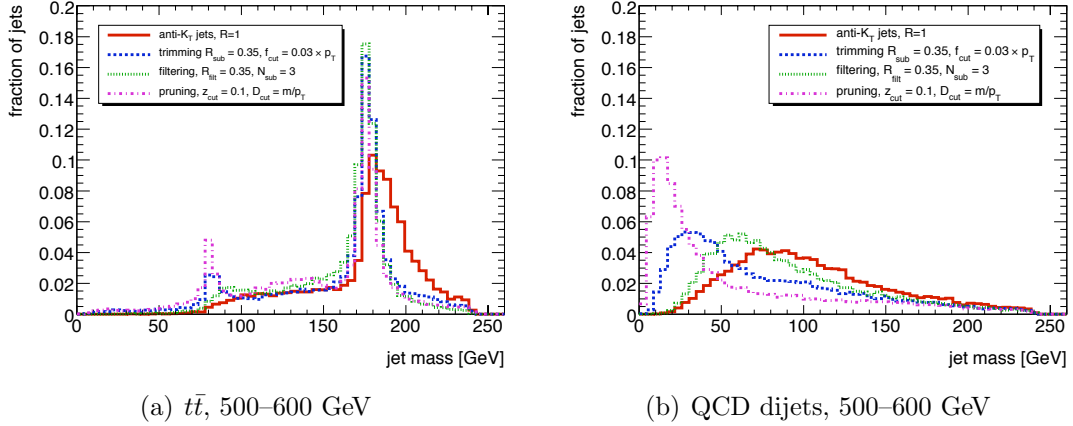 fraction of jets
0.2
0.18
0.16
0.14
0.12
0.1
0.08
0.06
0.04
0.02
0
anti-K_T jets, R=1
trimming R_sub = 0.35, f_cut = 0.03 × p_T
filtering, R_filt = 0.35, N_sub = 3
pruning, z_cut = 0.1, D_cut = m/p_T
0 50 100 150 200 250
jet mass [GeV]
(a) tt̄, 500–600 GeV
fraction of jets
0.2
0.18
0.16
0.14
0.12
0.1
0.08
0.06
0.04
0.02
0
anti-K_T jets, R=1
trimming R_sub = 0.35, f_cut = 0.03 × p_T
filtering, R_filt = 0.35, N_sub = 3
pruning, z_cut = 0.1, D_cut = m/p_T
0 50 100 150 200 250
jet mass [GeV]
(b) QCD dijets, 500–600 GeV